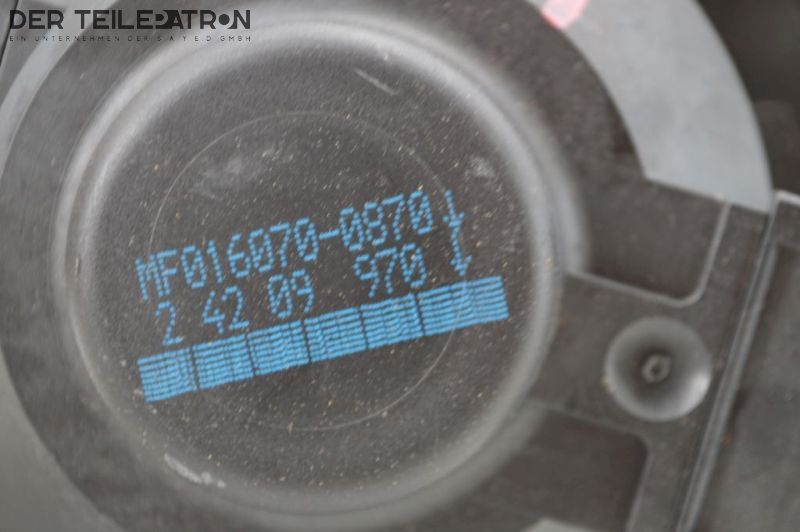 DER TEILEPATRON
EIN UNTERNEHMEN DER S A Y E.D GMBH
MF016070-0870
2 42 09 970